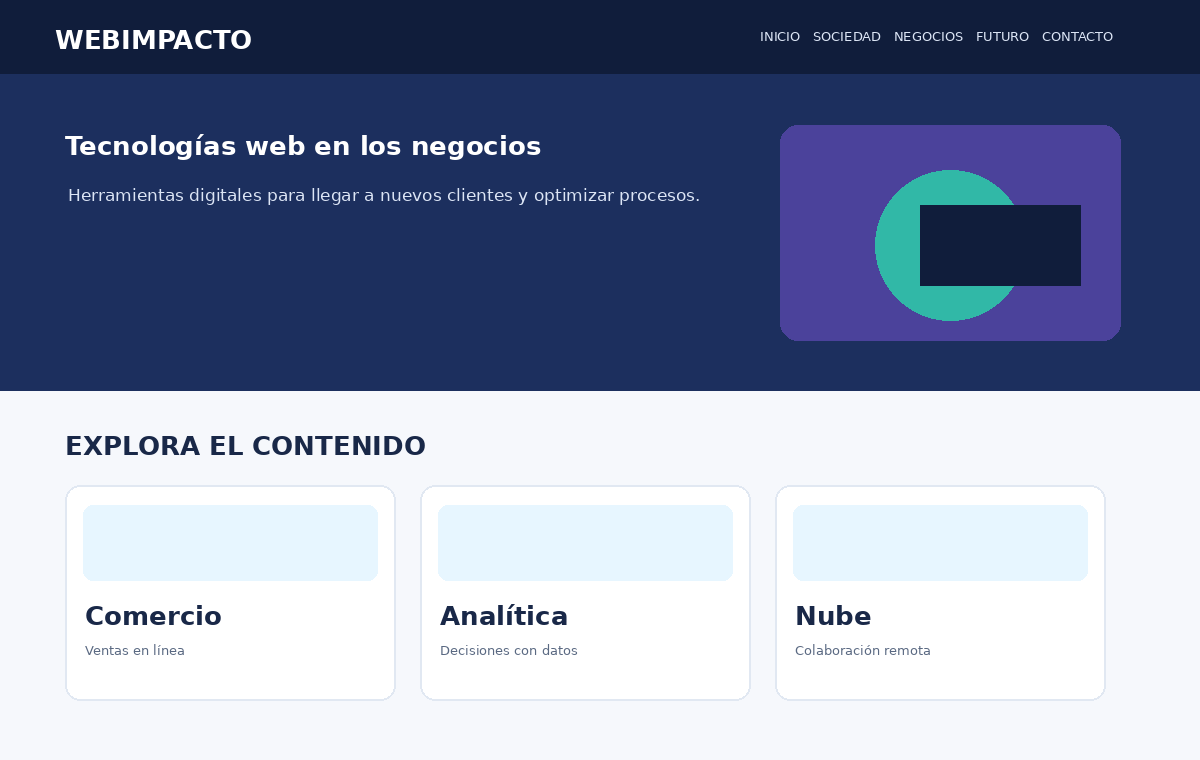 WEBIMPACTO
INICIO SOCIEDAD NEGOCIOS FUTURO CONTACTO
Tecnologías web en los negocios
Herramientas digitales para llegar a nuevos clientes y optimizar procesos.
EXPLORA EL CONTENIDO
Comercio
Ventas en línea
Analítica
Decisiones con datos
Nube
Colaboración remota